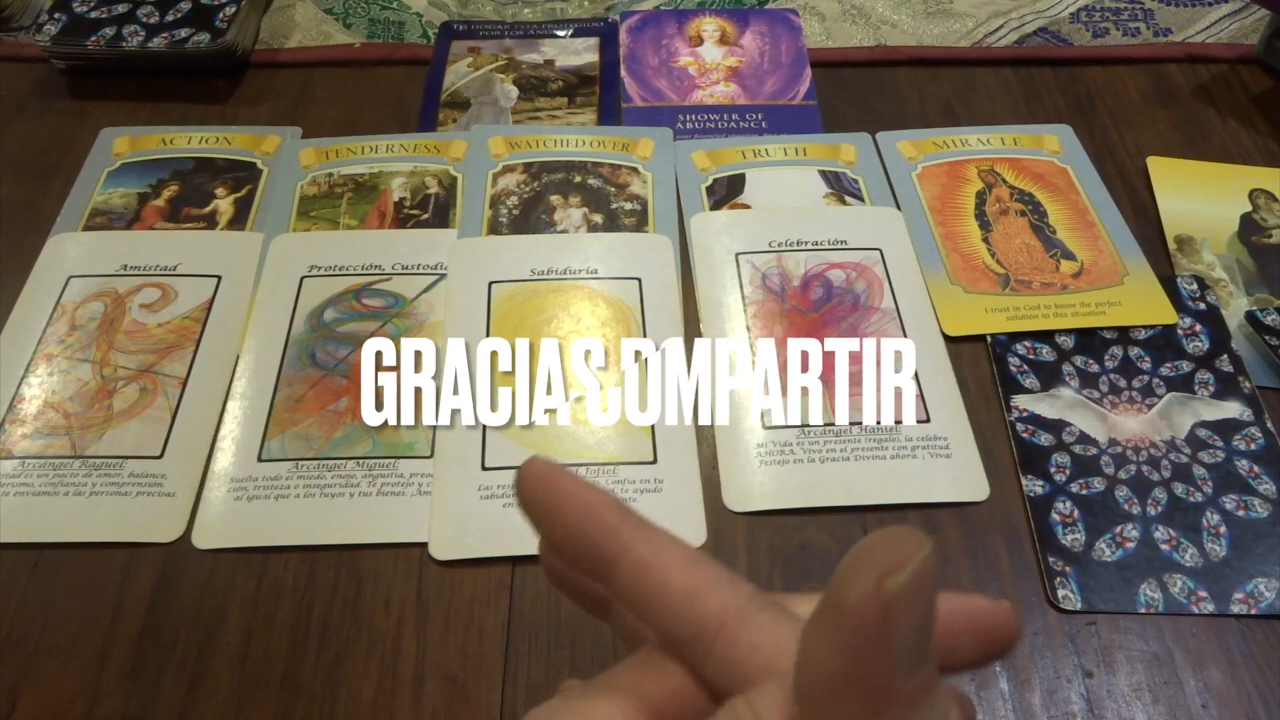 TE HOGAR ESTÁ PROTEGIDO
POR LOS
SHOWER OF
ABUNDANCE
your financial situation.
ACTION
TENDERNESS
WATCHED OVER
TRUTH
MIRACLE
I trust in God to know the perfect
solution to this situation.
Amistad
Arcángel Raguel:
es un pacto de amor, balance,
confianza y comprensión.
te enviamos a las personas precisas.
Protección, Custodia
Arcángel Miguel:
Suelta todo el miedo, enojo, angustia,
ción, tristeza o inseguridad. Te protejo y c
al igual que a los tuyos y tus bienes.
Sabiduría
Jofiel:
Las
Confía en tu
te ayudo
Celebración
Arcángel Haniel:
Mi Vida es un presente (regalo), la celebro
AHORA. Vivo en el presente con gratitud.
Festejo en la Gracia Divina ahora. ¡Viva!
GRACIAS COMPARTIR